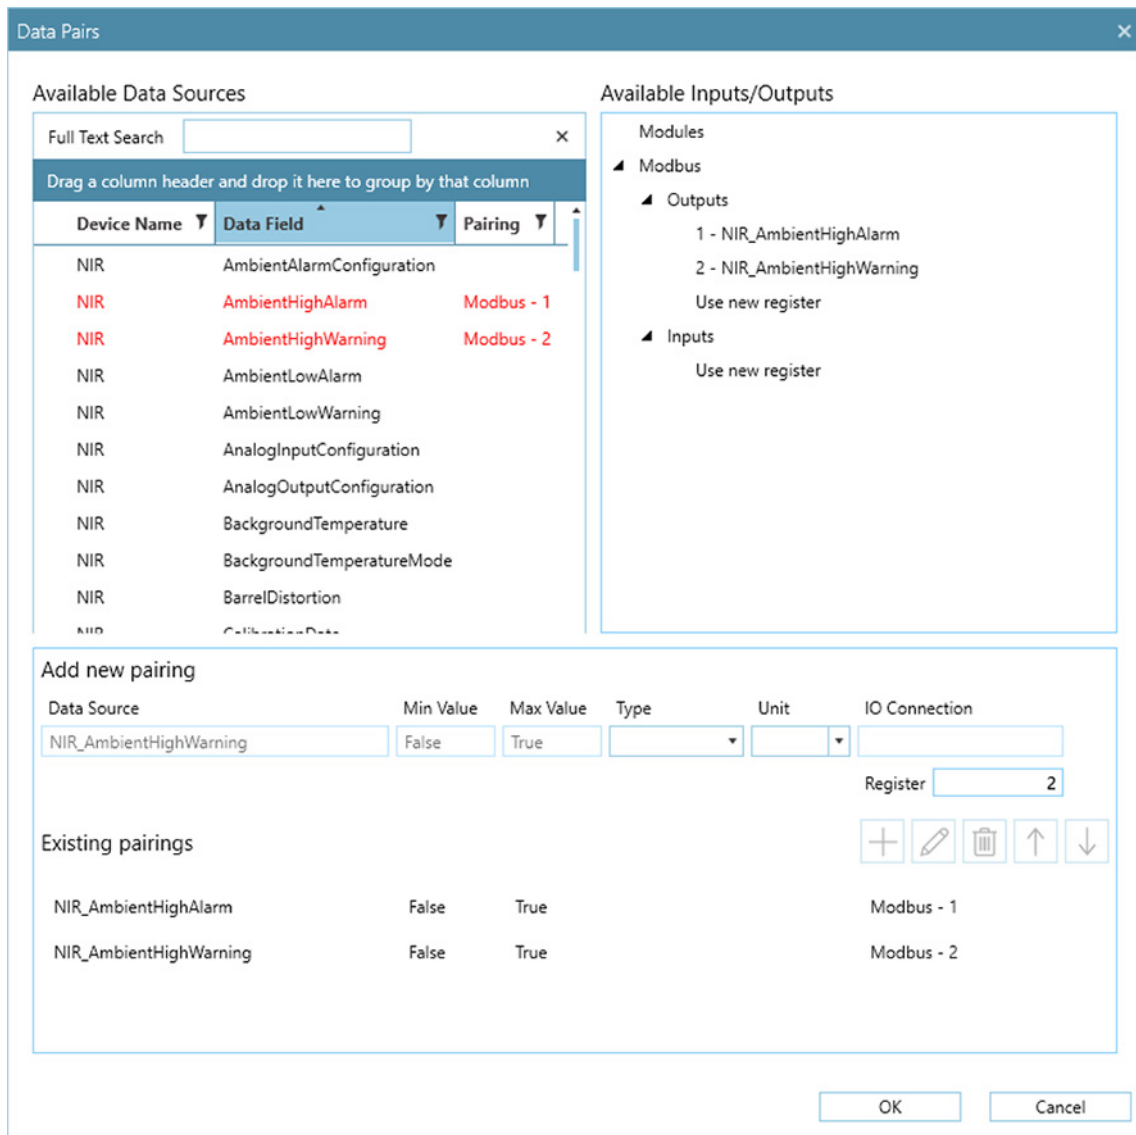 Data Pairs
Available Data Sources
Full Text Search
Drag a column header and drop it here to group by that column
Device Name Data Field Pairing
NIR AmbientAlarmConfiguration
NIR AmbientHighAlarm Modbus - 1
NIR AmbientHighWarning Modbus - 2
NIR AmbientLowAlarm
NIR AmbientLowWarning
NIR AnalogInputConfiguration
NIR AnalogOutputConfiguration
NIR BackgroundTemperature
NIR BackgroundTemperatureMode
NIR BarrelDistortion
Available Inputs/Outputs
Modules
Modbus
Outputs
1 - NIR_AmbientHighAlarm
2 - NIR_AmbientHighWarning
Use new register
Inputs
Use new register
Add new pairing
Data Source Min Value Max Value Type Unit IO Connection
NIR_AmbientHighWarning False True
Register 2
Existing pairings
NIR_AmbientHighAlarm False True Modbus - 1
NIR_AmbientHighWarning False True Modbus - 2
OK Cancel